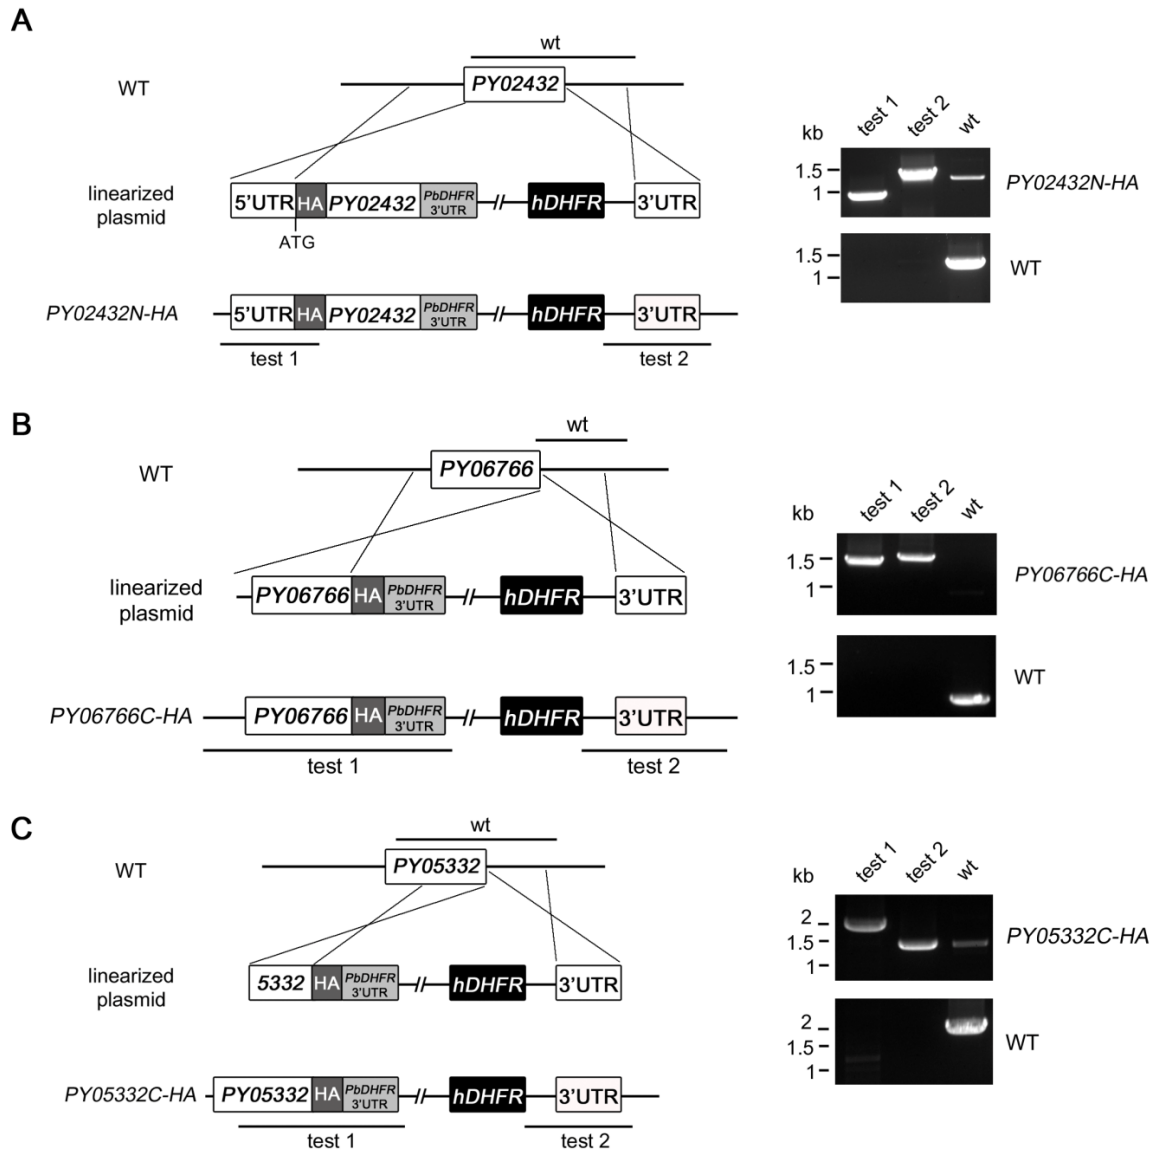 A
wt
WT
PY02432
linearized plasmid
5'UTR HA PY02432 PbDHFR 3'UTR // hDHFR 3'UTR
ATG
PY02432N-HA
5'UTR HA PY02432 PbDHFR 3'UTR // hDHFR 3'UTR
test 1 test 2
kb test 1 test 2 wt
1.5
1
PY02432N-HA
1.5
1
WT
B
wt
WT
PY06766
linearized plasmid
PY06766 HA PbDHFR 3'UTR // hDHFR 3'UTR
PY06766C-HA
PY06766 HA PbDHFR 3'UTR // hDHFR 3'UTR
test 1 test 2
kb test 1 test 2 wt
1.5
1
PY06766C-HA
1.5
1
WT
C
wt
WT
PY05332
linearized plasmid
5332 HA PbDHFR 3'UTR // hDHFR 3'UTR
PY05332C-HA
PY05332 HA PbDHFR 3'UTR // hDHFR 3'UTR
test 1 test 2
kb test 1 test 2 wt
2
1.5
1
PY05332C-HA
2
1.5
1
WT